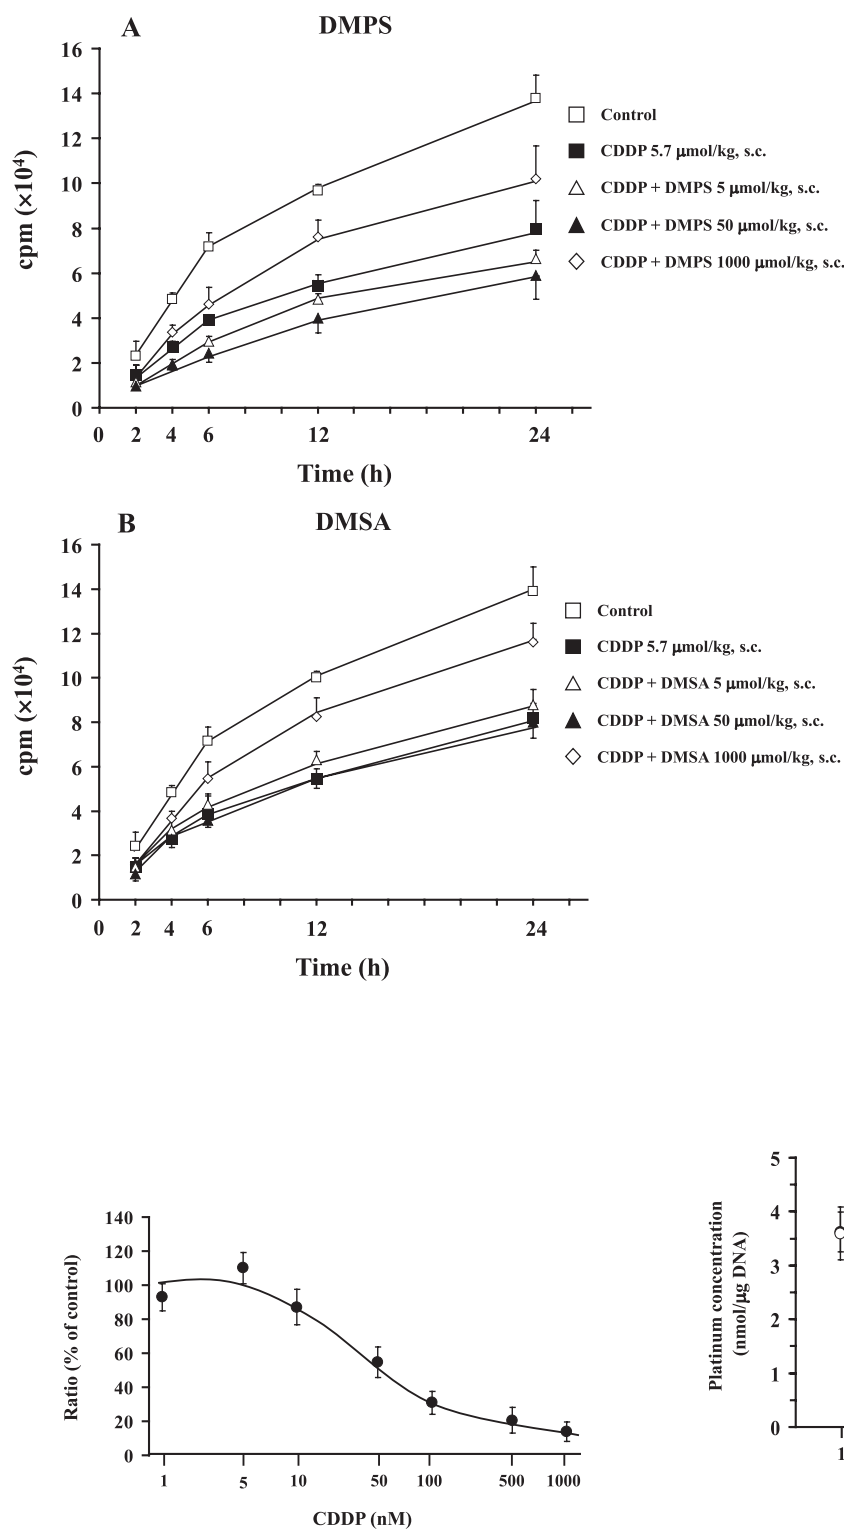 A
DMPS
16
14
12
10
8
6
4
2
0
cpm (×10⁴)
0 2 4 6 12 24
Time (h)
Control
CDDP 5.7 μmol/kg, s.c.
CDDP + DMPS 5 μmol/kg, s.c.
CDDP + DMPS 50 μmol/kg, s.c.
CDDP + DMPS 1000 μmol/kg, s.c.
B
DMSA
16
14
12
10
8
6
4
2
0
cpm (×10⁴)
0 2 4 6 12 24
Time (h)
Control
CDDP 5.7 μmol/kg, s.c.
CDDP + DMSA 5 μmol/kg, s.c.
CDDP + DMSA 50 μmol/kg, s.c.
CDDP + DMSA 1000 μmol/kg, s.c.
140
120
100
80
60
40
20
0
Ratio (% of control)
1 5 10 50 100 500 1000
CDDP (nM)
5
4
3
2
1
0
Platinum concentration
(nmol/μg DNA)
1